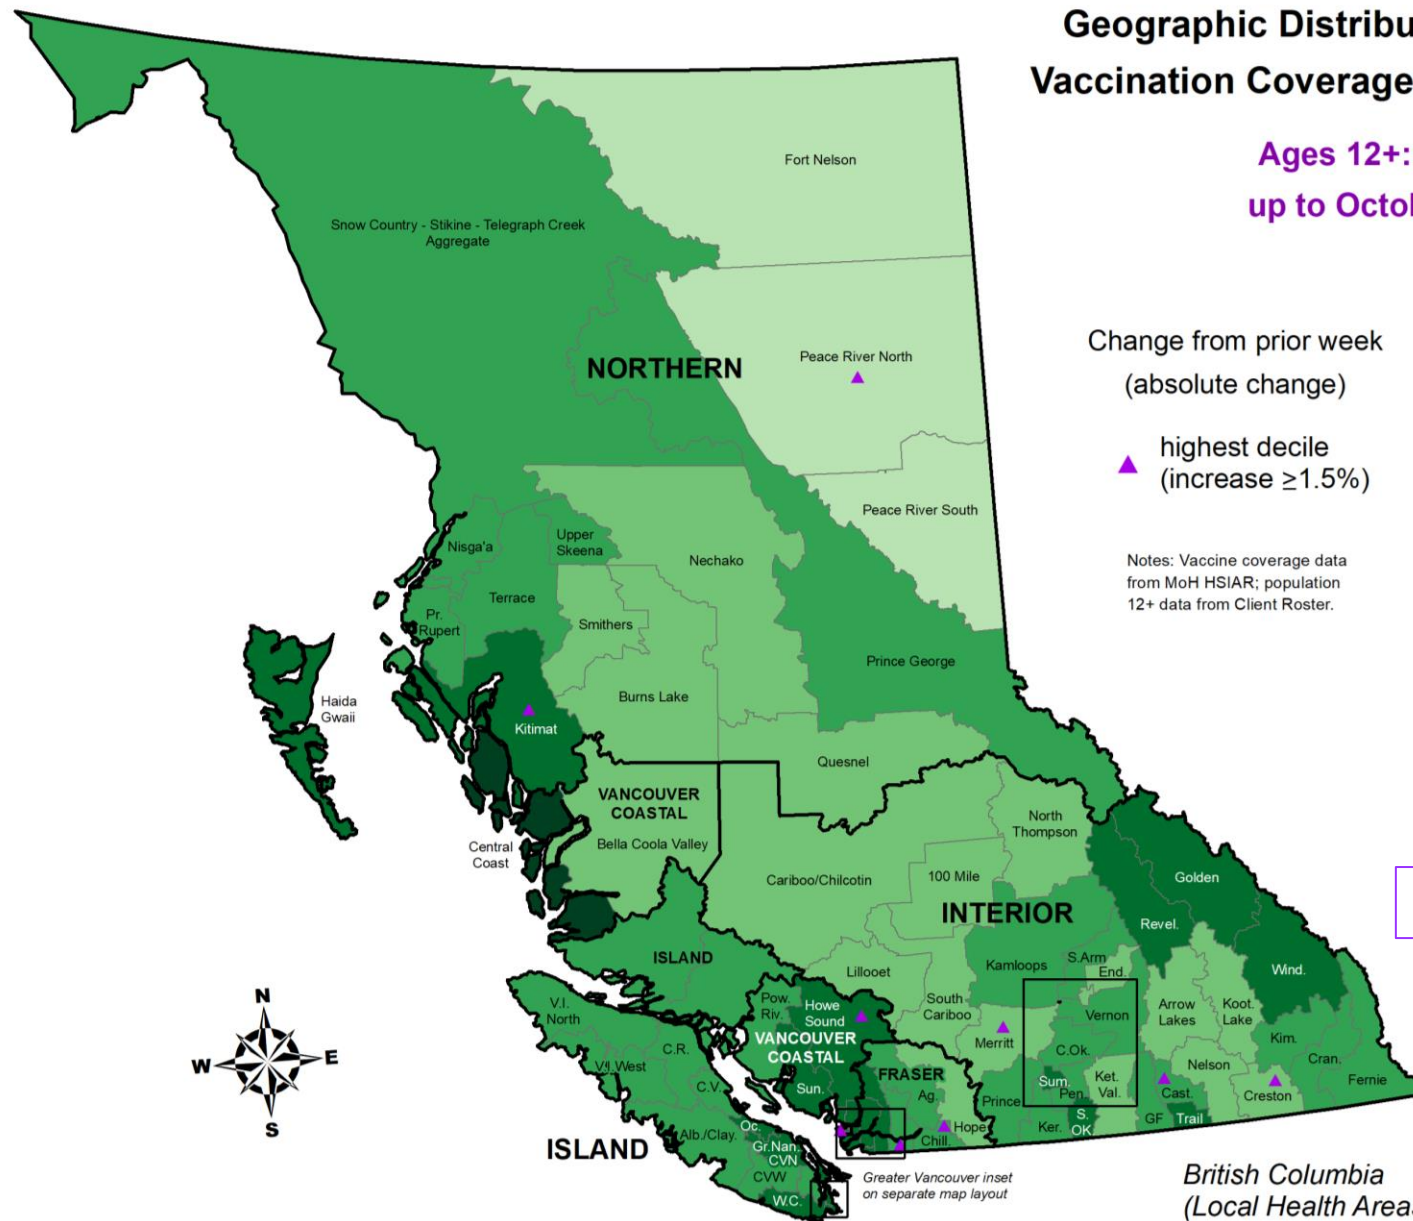 Geographic Distribu
Vaccination Coverage
Ages 12+:
up to Octol
Change from prior week
(absolute change)
highest decile
(increase ≥1.5%)
Notes: Vaccine coverage data
from MoH HSIAR; population
12+ data from Client Roster.
Fort Nelson
Snow Country - Stikine - Telegraph Creek
Aggregate
Peace River North
NORTHERN
Peace River South
Upper
Skeena
Nisga'a
Nechako
Terrace
Pr.
Rupert
Smithers
Prince George
Burns Lake
Haida
Gwaii
Kitimat
Quesnel
VANCOUVER
COASTAL
Bella Coola Valley
North
Thompson
Central
Coast
Cariboo/Chilcotin
100 Mile
Golden
INTERIOR
Revel.
ISLAND
Lillooet
Kamloops
S.Arm
End.
Wind.
V.I.
North
Pow.
Riv.
Howe
Sound
South
Cariboo
Vernon
Arrow
Lakes
Koot.
Lake
VANCOUVER
COASTAL
Merritt
Kim.
C.R.
C.Ok.
Cran.
V.I.West
FRASER
Nelson
Fernie
C.V.
Sun.
Ag.
Prince
Sum.
Pen.
Ket.
Val.
Cast.
Creston
Oc.
Alb./Clay.
Gr.Nan.
CVN
Hope
Chill.
Ker.
S.
OK
GF
Trail
CVW
W.C.
ISLAND
Greater Vancouver inset
on separate map layout
British Columbia
(Local Health Areas
N
W
E
S